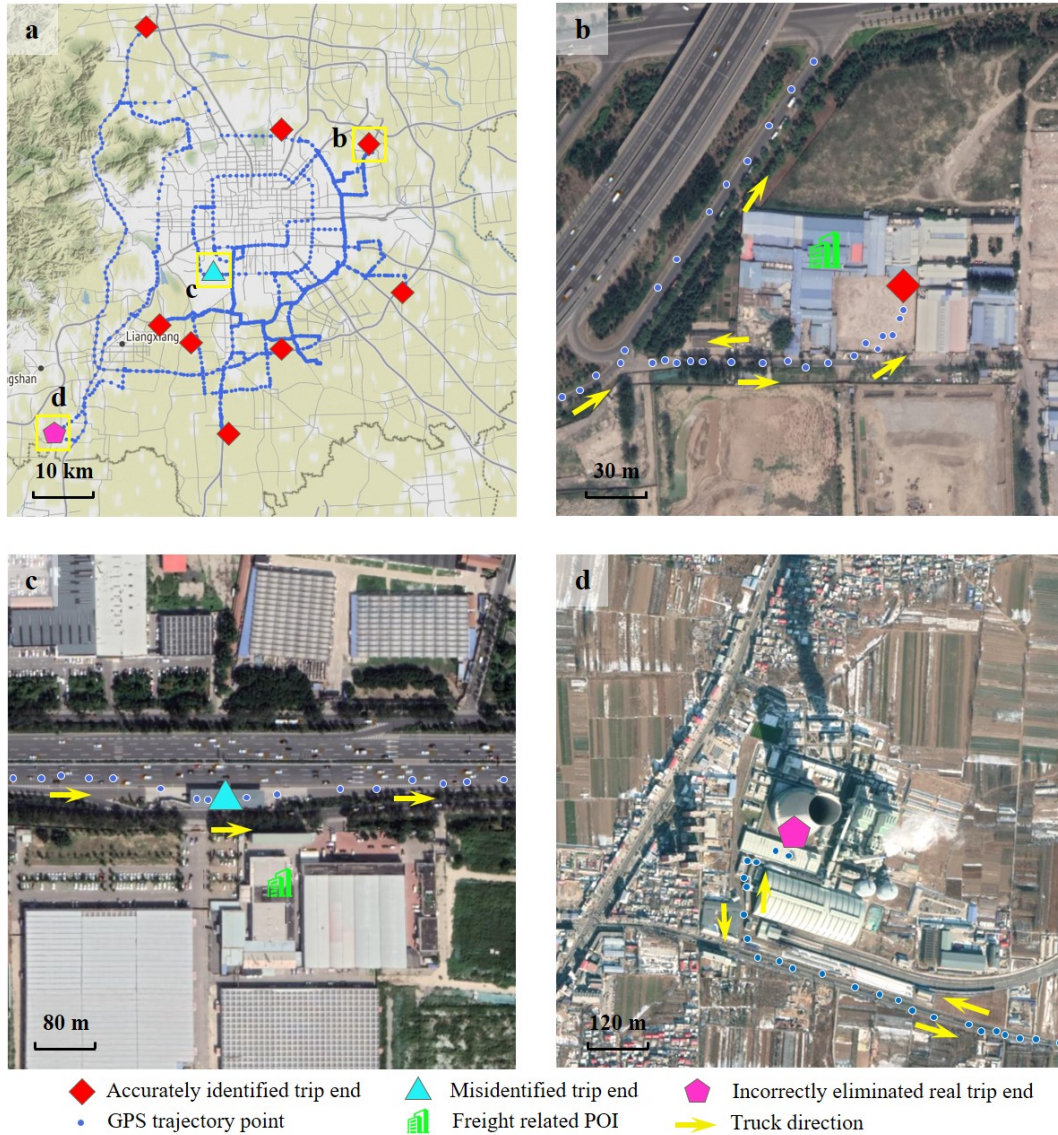 a
b
b
c
Liangxiang
gshan
d
10 km
30 m
c
d
80 m
120 m
Accurately identified trip end
Misidentified trip end
Incorrectly eliminated real trip end
GPS trajectory point
Freight related POI
Truck direction